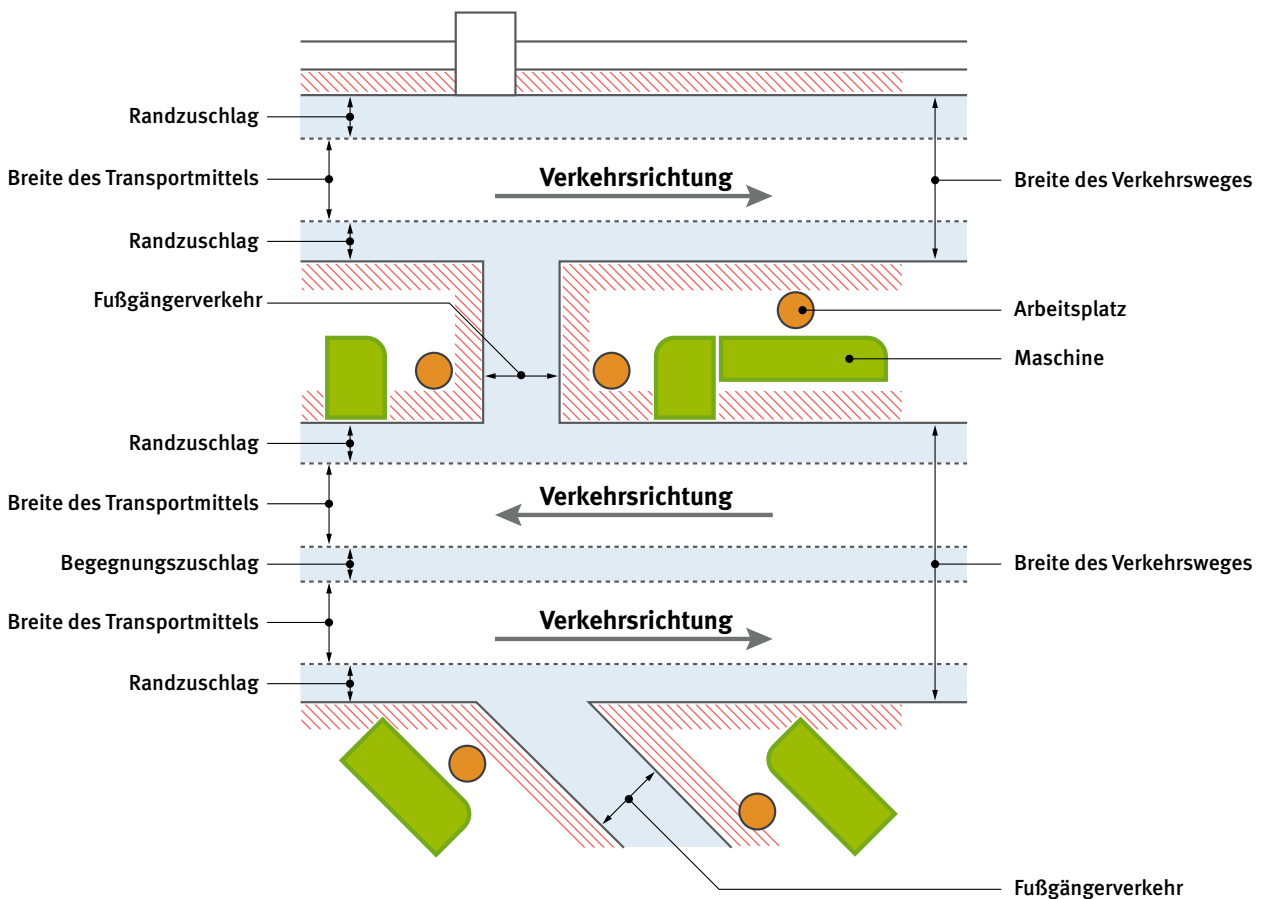 Randzuschlag
Breite des Transportmittels
Verkehrsrichtung
Breite des Verkehrsweges
Randzuschlag
Fußgängerverkehr
Arbeitsplatz
Maschine
Randzuschlag
Breite des Transportmittels
Verkehrsrichtung
Begegnungszuschlag
Breite des Verkehrsweges
Breite des Transportmittels
Verkehrsrichtung
Randzuschlag
Fußgängerverkehr